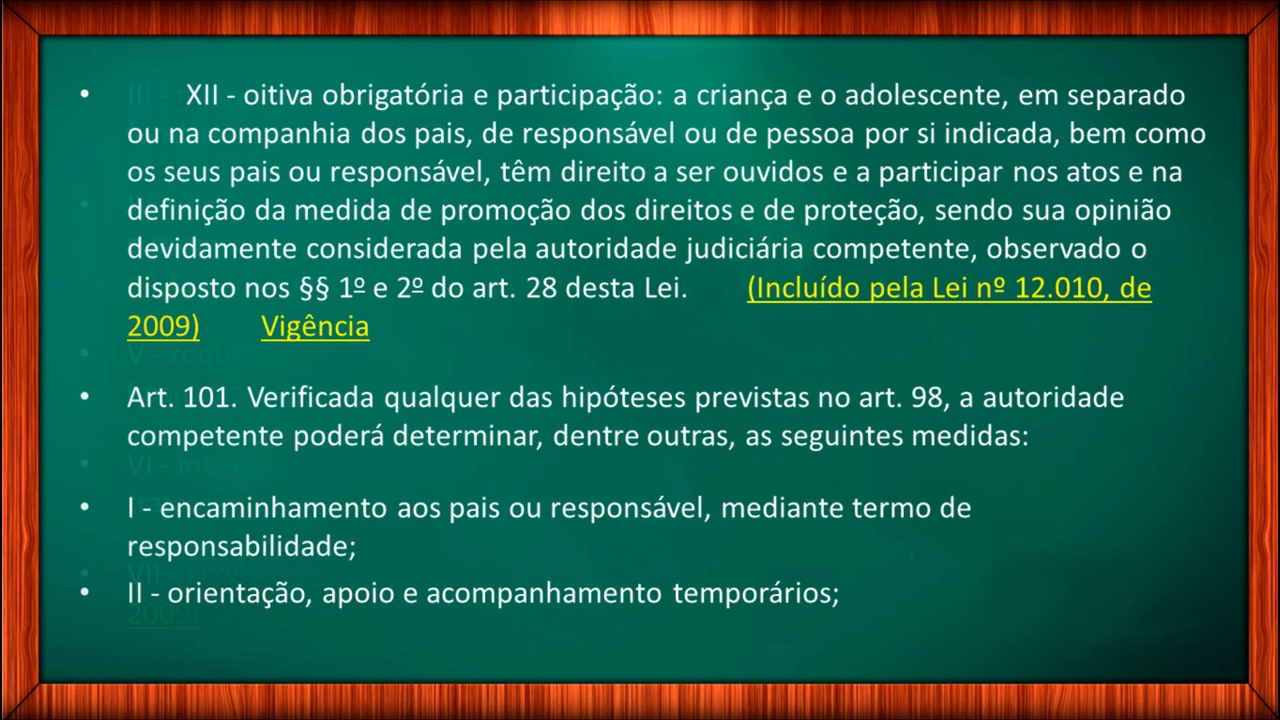 • XII - oitiva obrigatória e participação: a criança e o adolescente, em separado
ou na companhia dos pais, de responsável ou de pessoa por si indicada, bem como
os seus pais ou responsável, têm direito a ser ouvidos e a participar nos atos e na
definição da medida de promoção dos direitos e de proteção, sendo sua opinião
devidamente considerada pela autoridade judiciária competente, observado o
disposto nos §§ 1º e 2º do art. 28 desta Lei. (Incluído pela Lei nº 12.010, de
2009) Vigência
• Art. 101. Verificada qualquer das hipóteses previstas no art. 98, a autoridade
competente poderá determinar, dentre outras, as seguintes medidas:
• I - encaminhamento aos pais ou responsável, mediante termo de
responsabilidade;
• II - orientação, apoio e acompanhamento temporários;